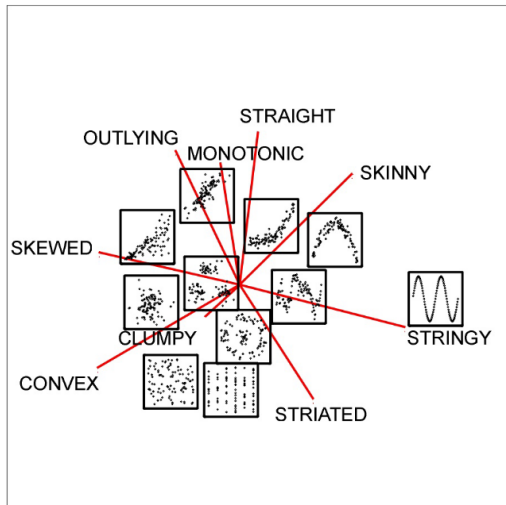 STRAIGHT
OUTLYING
MONOTONIC
SKINNY
SKEWED
CLUMPY
STRINGY
CONVEX
STRIATED